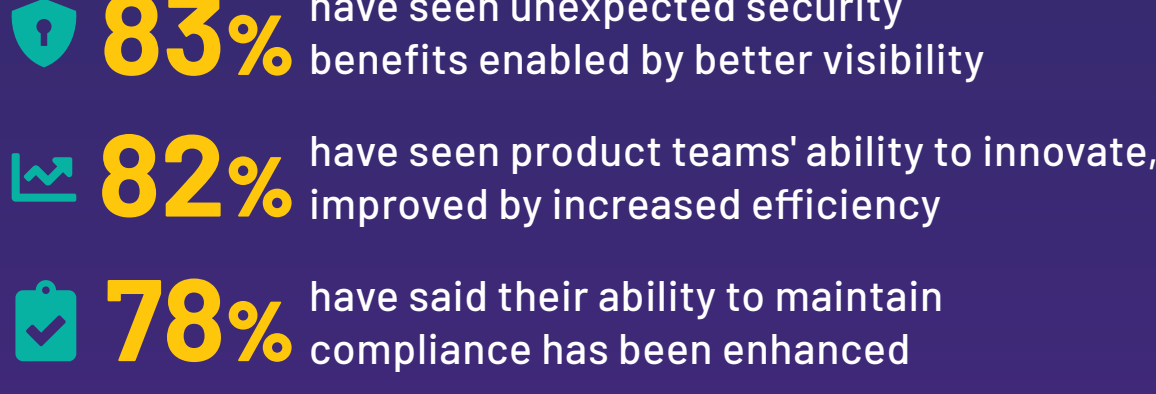 83% have seen unexpected security
benefits enabled by better visibility
82% have seen product teams' ability to innovate,
improved by increased efficiency
78% have said their ability to maintain
compliance has been enhanced